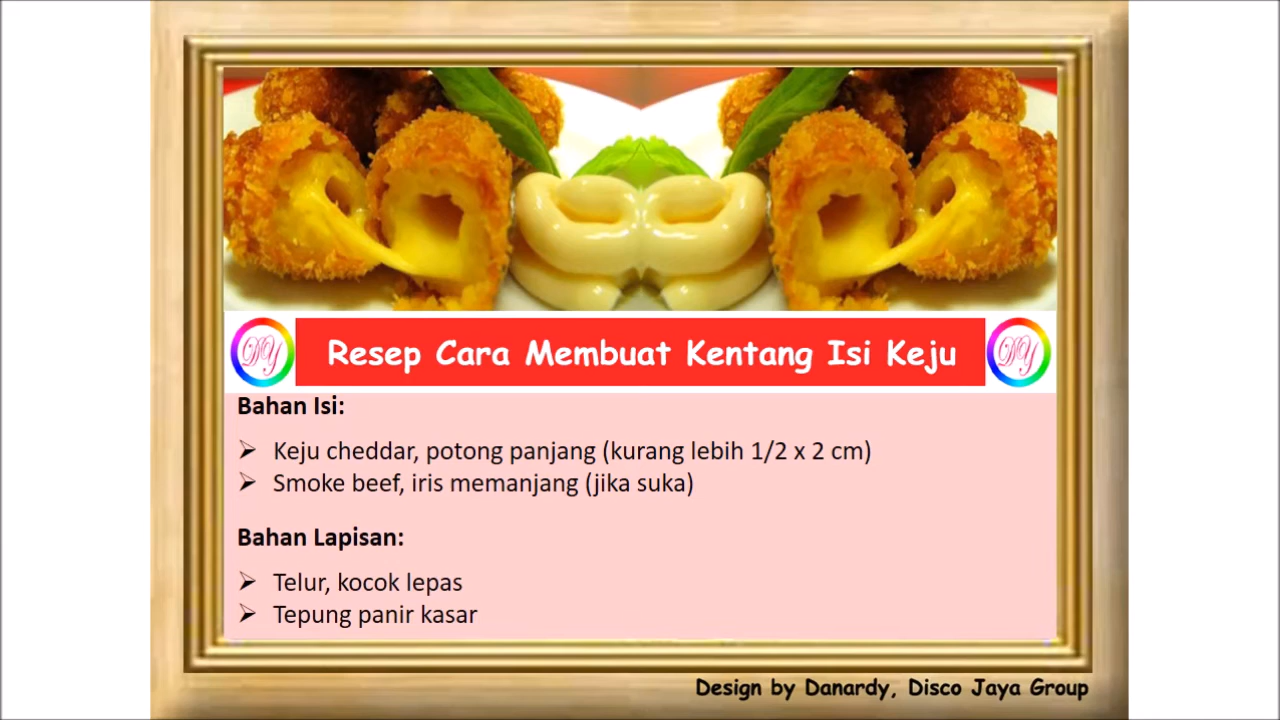 DY
Resep Cara Membuat Kentang Isi Keju
DY
Bahan Isi:
➢ Keju cheddar, potong panjang (kurang lebih 1/2 x 2 cm)
➢ Smoke beef, iris memanjang (jika suka)
Bahan Lapisan:
➢ Telur, kocok lepas
➢ Tepung panir kasar
Design by Danardy, Disco Jaya Group